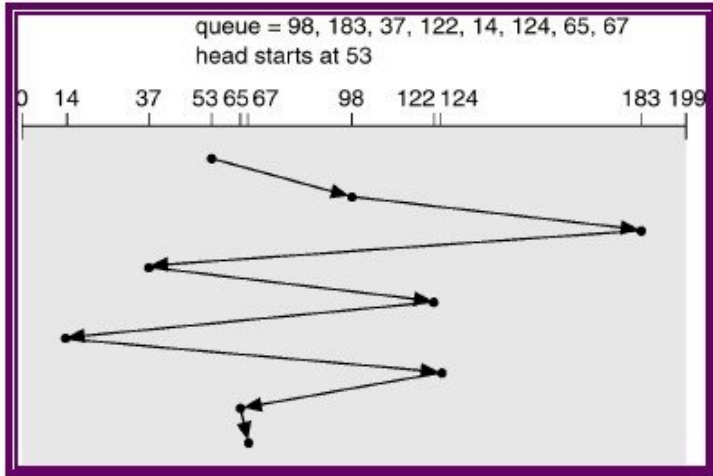 queue = 98, 183, 37, 122, 14, 124, 65, 67
head starts at 53
0 14 37 53 65 67 98 122 124 183 199